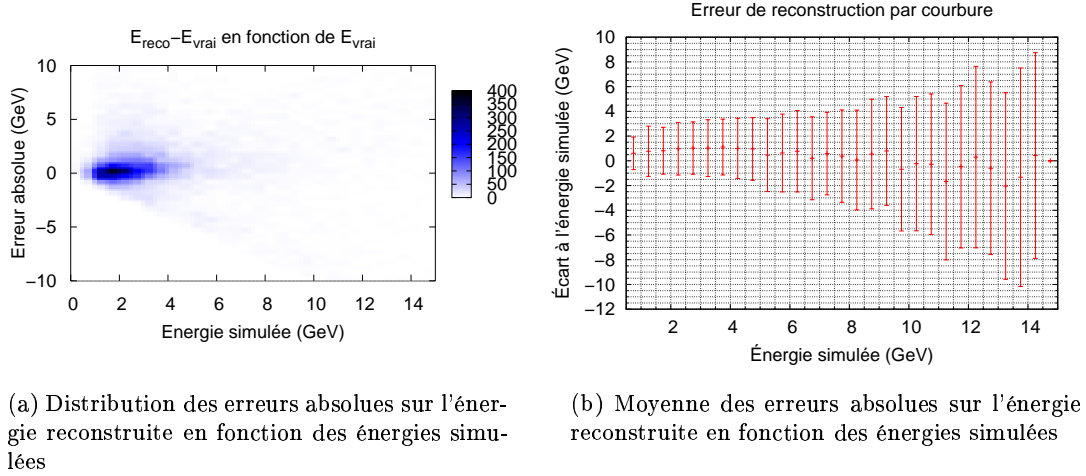 E_reco−E_vrai en fonction de E_vrai
10
5
0
−5
−10
Erreur absolue (GeV)
0 2 4 6 8 10 12 14
Energie simulée (GeV)
400
350
300
250
200
150
100
50
0
Erreur de reconstruction par courbure
10
8
6
4
2
0
−2
−4
−6
−8
−10
−12
Écart à l'énergie simulée (GeV)
2 4 6 8 10 12 14
Énergie simulée (GeV)
(a) Distribution des erreurs absolues sur l'éner-
gie reconstruite en fonction des énergies simu-
lées
(b) Moyenne des erreurs absolues sur l'énergie
reconstruite en fonction des énergies simulées